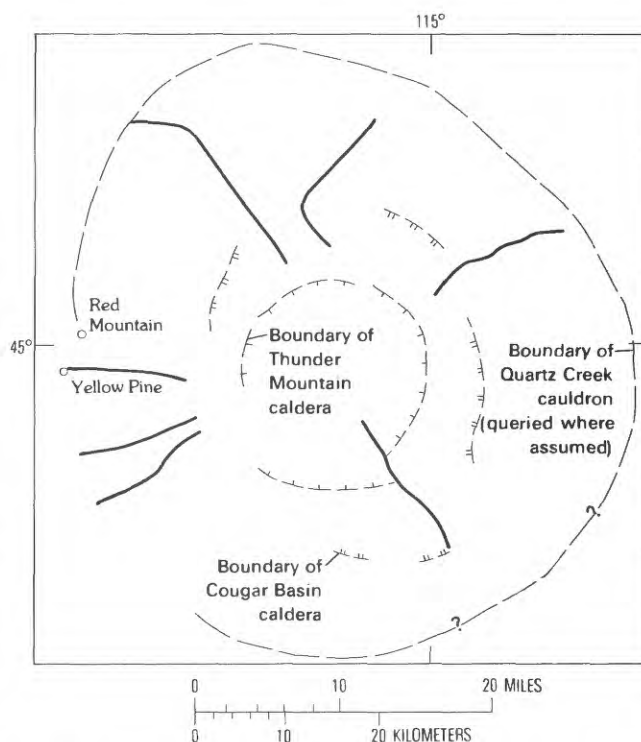 115°
Red
Mountain
45°
Yellow Pine
Boundary of
Thunder
Mountain
caldera
Boundary of
Quartz Creek
cauldron
(queried where
assumed)
?
Boundary of
Cougar Basin
caldera
?
0 10 20 MILES
0 10 20 KILOMETERS